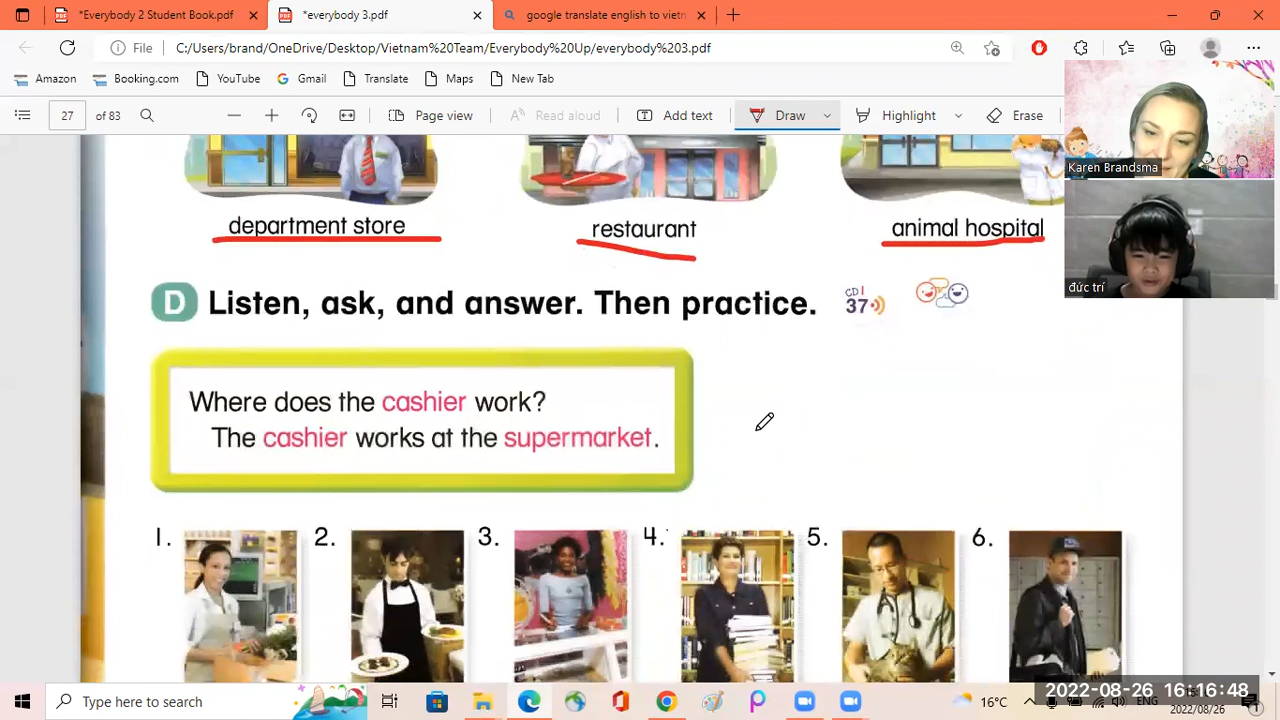 *Everybody 2 Student Book.pdf
*everybody 3.pdf
google translate english to vietn
File
C:/Users/brand/OneDrive/Desktop/Vietnam%20Team/Everybody%20Up/everybody%203.pdf
Amazon
Booking.com
YouTube
Gmail
Translate
Maps
New Tab
27 of 83
Page view
Read aloud
Add text
Draw
Highlight
Erase
Karen Brandsma
đức trí
department store
restaurant
animal hospital
D Listen, ask, and answer. Then practice.
CD 1
37
Where does the cashier work?
The cashier works at the supermarket.
1. 2. 3. 4. 5. 6.
Type here to search
16°C
ENG
2022-08-26 16:16:48
2022/08/26